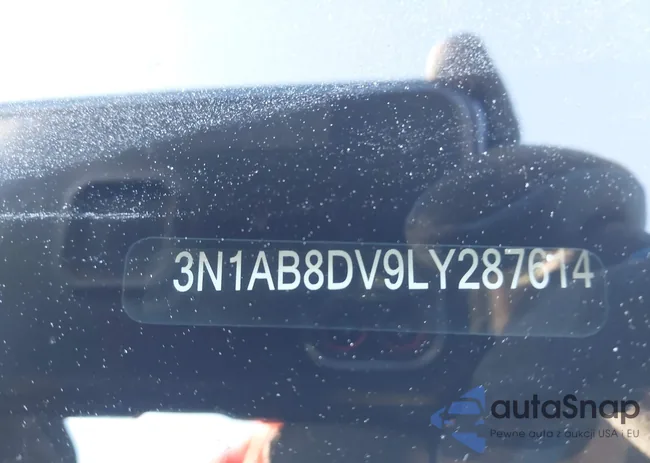 3N1AB8DV9LY287614
autaSnap
Pewne auta z aukcji USA i EU